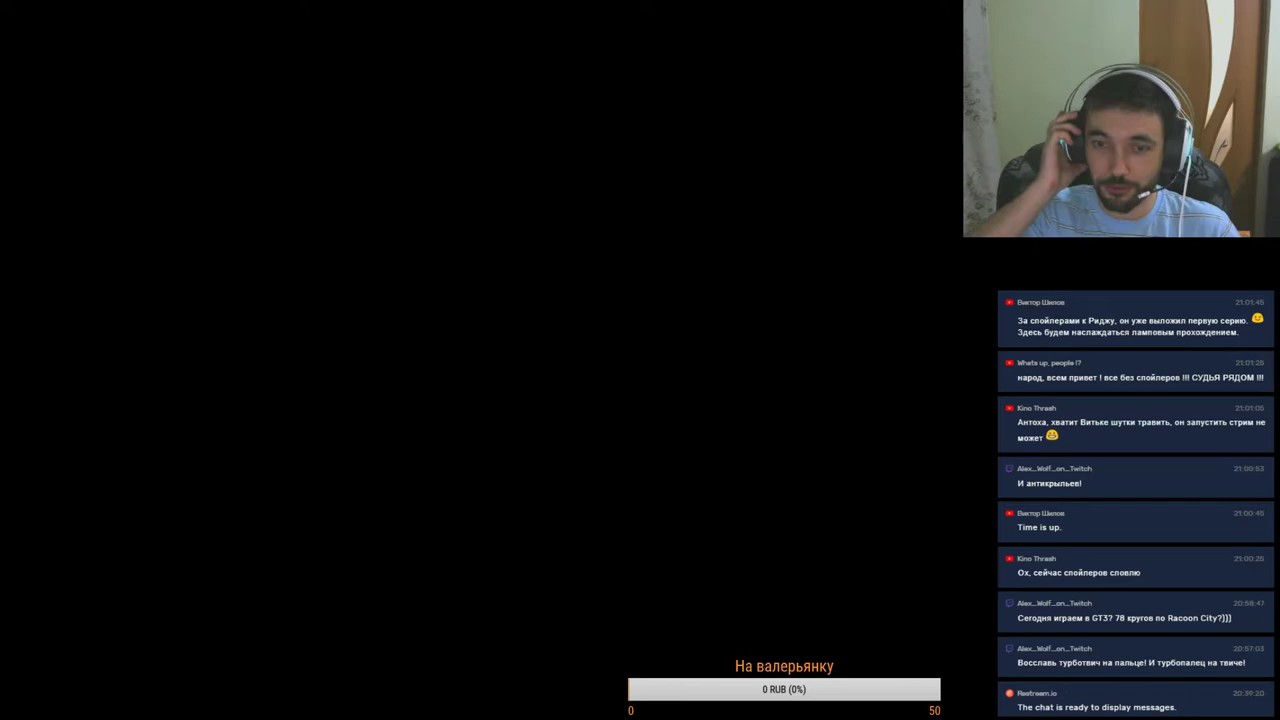 Виктор Шилов 21:01:45
За спойлерами к Риджу, он уже выложил первую серию.
Здесь будем наслаждаться ламповым прохождением.
Whats up, people !? 21:01:25
народ, всем привет ! все без спойлеров !!! СУДЬЯ РЯДОМ !!!
Kino Thrash 21:01:05
Антоха, хватит Витьке шутки травить, он запустить стрим не
может
Alex_Wolf_on_Twitch 21:00:53
И антикрыльев!
Виктор Шилов 21:00:45
Time is up.
Kino Thrash 21:00:25
Ох, сейчас спойлеров словлю
Alex_Wolf_on_Twitch 20:58:47
Сегодня играем в GT3? 78 кругов по Racoon City?)))
Alex_Wolf_on_Twitch 20:57:03
Восславь турботвич на пальце! И турбопалец на твиче!
Restream.io 20:39:20
The chat is ready to display messages.
На валерьянку
0 RUB (0%)
0 50